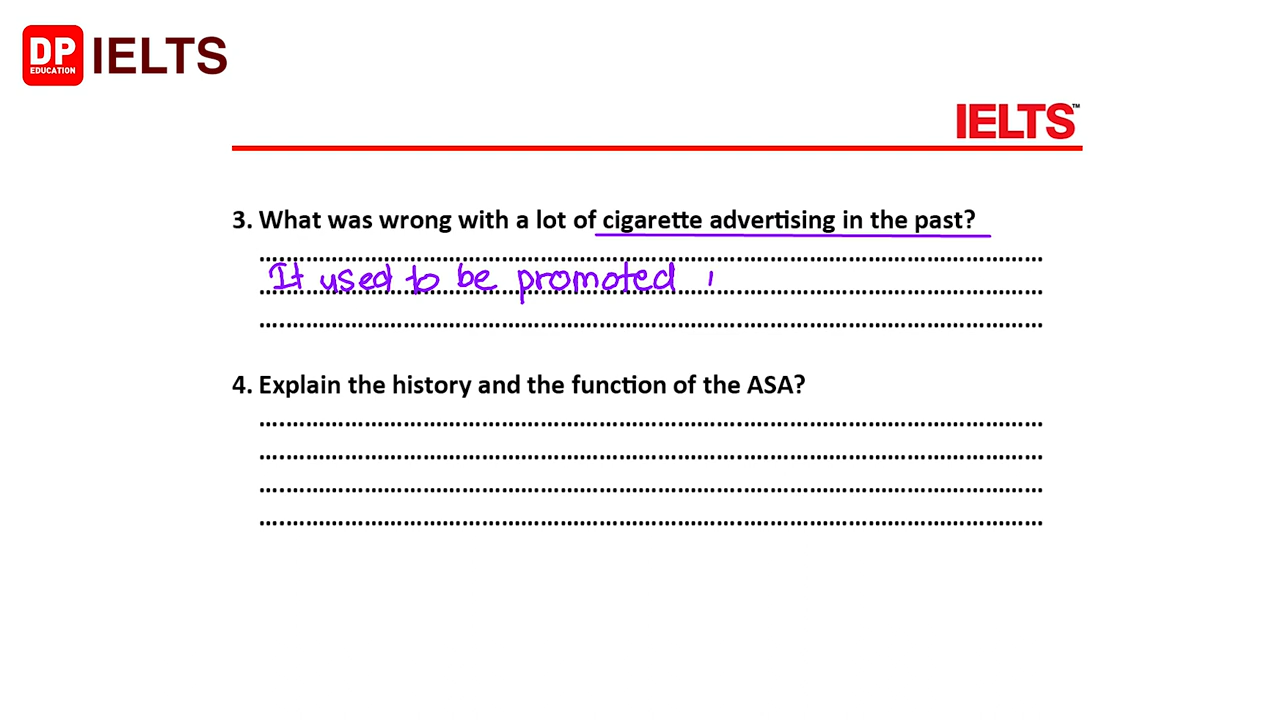 DP
EDUCATION
IELTS
IELTS™
3. What was wrong with a lot of cigarette advertising in the past?
It used to be promoted
4. Explain the history and the function of the ASA?